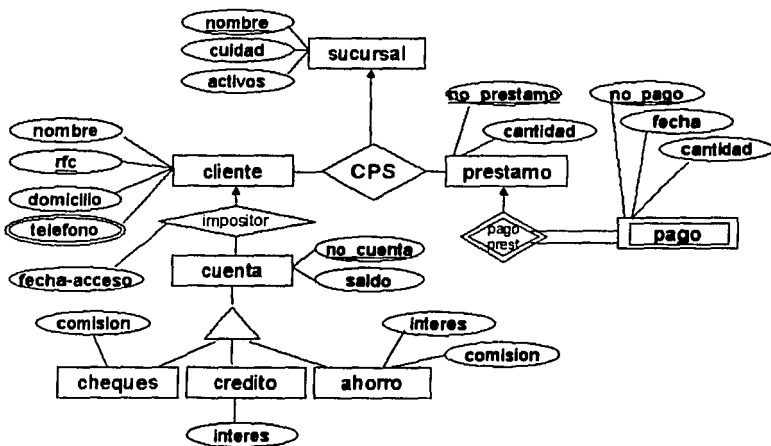 nombre
cuidad
activos
sucursal
no_prestamo
cantidad
no_pago
fecha
cantidad
nombre
rfc
domicilio
telefono
cliente
CPS
prestamo
pago
prest
pago
impositor
fecha-acceso
cuenta
no_cuenta
saldo
comision
cheques
credito
ahorro
interes
comision
interes